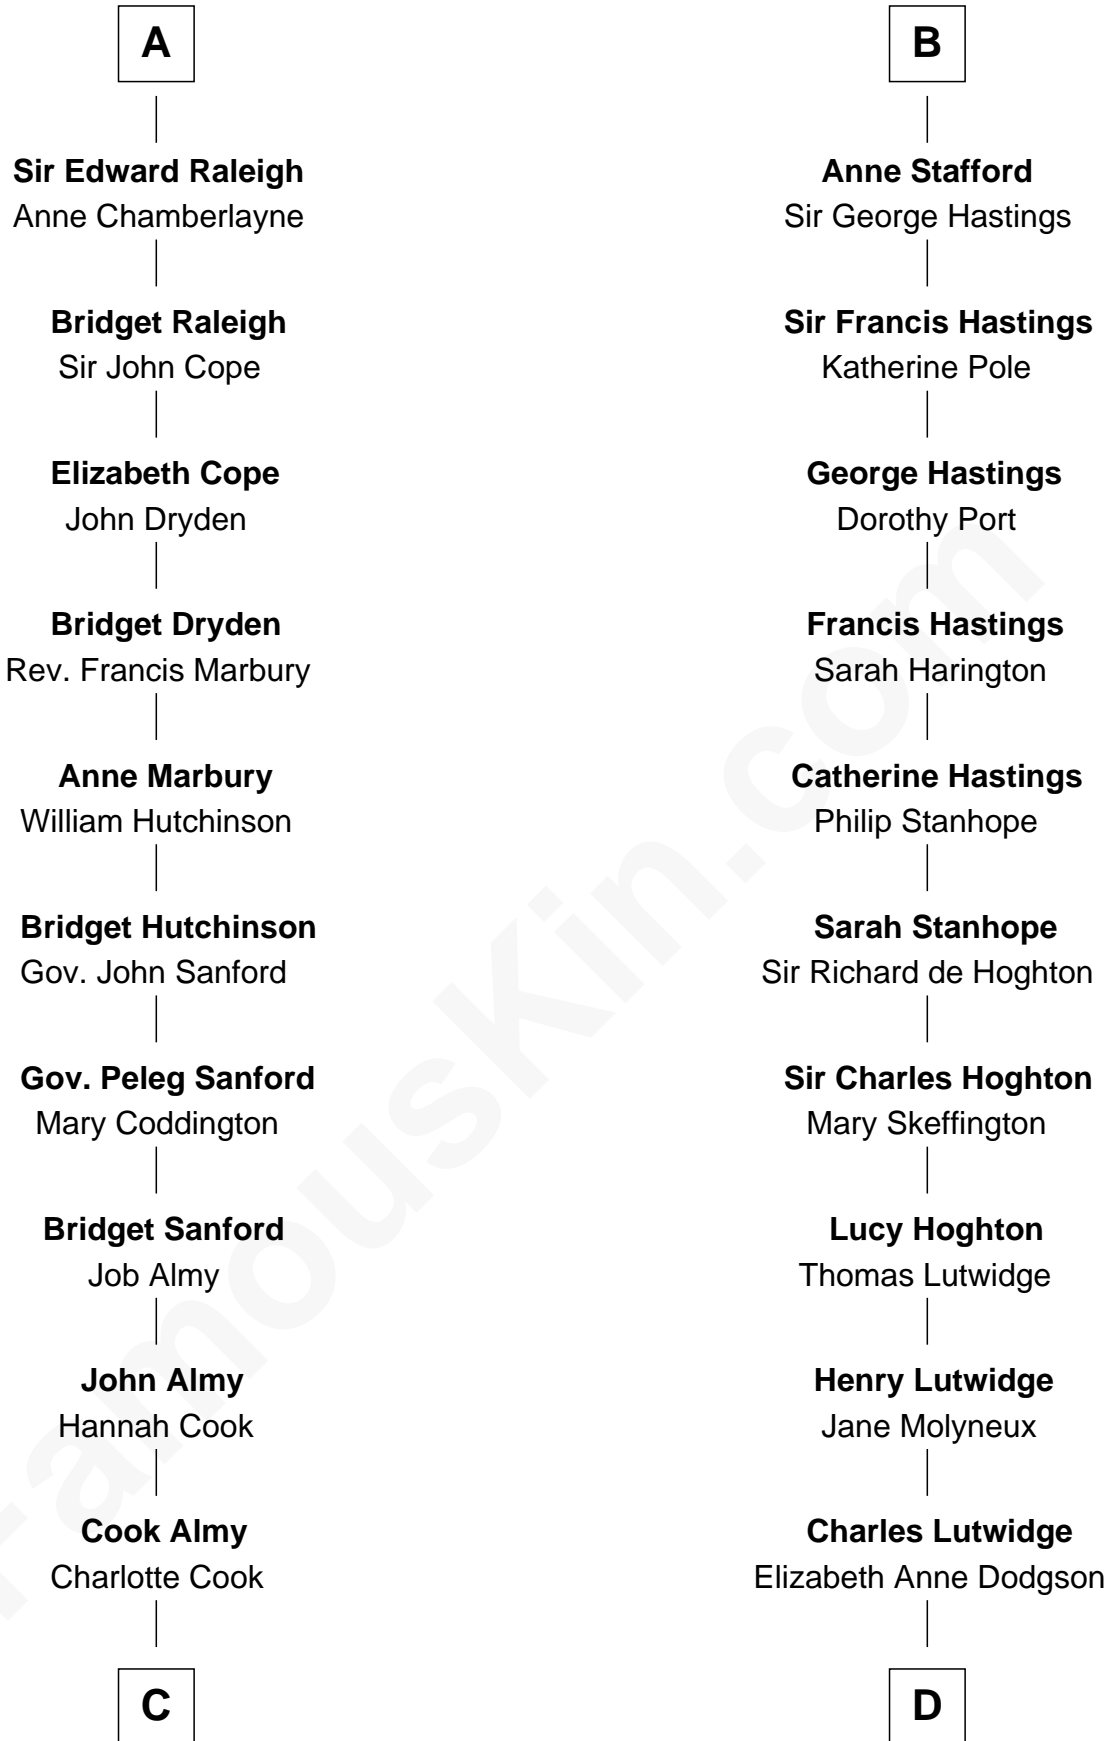 A
Sir Edward Raleigh
Anne Chamberlayne
Bridget Raleigh
Sir John Cope
Elizabeth Cope
John Dryden
Bridget Dryden
Rev. Francis Marbury
Anne Marbury
William Hutchinson
Bridget Hutchinson
Gov. John Sanford
Gov. Peleg Sanford
Mary Coddington
Bridget Sanford
Job Almy
John Almy
Hannah Cook
Cook Almy
Charlotte Cook
C
B
Anne Stafford
Sir George Hastings
Sir Francis Hastings
Katherine Pole
George Hastings
Dorothy Port
Francis Hastings
Sarah Harington
Catherine Hastings
Philip Stanhope
Sarah Stanhope
Sir Richard de Hoghton
Sir Charles Hoghton
Mary Skeffington
Lucy Hoghton
Thomas Lutwidge
Henry Lutwidge
Jane Molyneux
Charles Lutwidge
Elizabeth Anne Dodgson
D
FamousKin.com